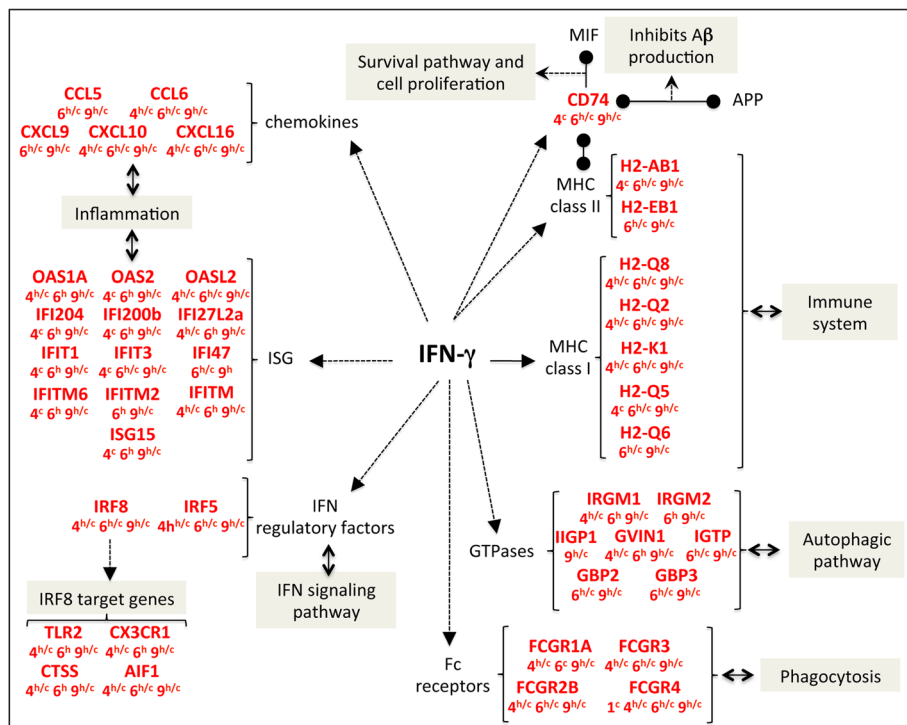 MIF
Inhibits Aβ
production
Survival pathway and
cell proliferation
CD74
4ᶜ 6ʰ/ᶜ 9ʰ/ᶜ
APP
CCL5 CCL6
6ʰ/ᶜ 9ʰ/ᶜ 4ʰ/ᶜ 6ʰ/ᶜ 9ʰ/ᶜ
CXCL9 CXCL10 CXCL16
6ʰ/ᶜ 9ʰ/ᶜ 4ʰ/ᶜ 6ʰ/ᶜ 9ʰ/ᶜ 4ʰ/ᶜ 6ʰ/ᶜ 9ʰ/ᶜ
chemokines
Inflammation
MHC
class II
H2-AB1
4ᶜ 6ʰ/ᶜ 9ʰ/ᶜ
H2-EB1
6ʰ/ᶜ 9ʰ/ᶜ
OAS1A OAS2 OASL2
4ʰ/ᶜ 6ʰ 9ʰ/ᶜ 4ᶜ 6ʰ 9ʰ/ᶜ 4ʰ/ᶜ 6ʰ/ᶜ 9ʰ/ᶜ
IFI204 IFI200b IFI27L2a
4ᶜ 6ʰ 9ʰ/ᶜ 4ᶜ 6ʰ 9ʰ/ᶜ 4ʰ/ᶜ 6ʰ 9ʰ/ᶜ
IFIT1 IFIT3 IFI47
4ᶜ 6ʰ 9ʰ/ᶜ 4ᶜ 6ʰ 9ʰ/ᶜ 6ʰ/ᶜ 9ʰ
IFITM6 IFITM2 IFITM
4ᶜ 6ʰ 9ʰ/ᶜ 6ʰ 9ʰ/ᶜ 4ʰ/ᶜ 6ʰ 9ʰ/ᶜ
ISG15
4ᶜ 6ʰ 9ʰ/ᶜ
ISG
IFN-γ
MHC
class I
H2-Q8
4ʰ/ᶜ 6ʰ/ᶜ 9ʰ/ᶜ
H2-Q2
4ʰ/ᶜ 6ʰ/ᶜ 9ʰ/ᶜ
H2-K1
4ʰ/ᶜ 6ʰ/ᶜ 9ʰ/ᶜ
H2-Q5
4ᶜ 6ʰ/ᶜ 9ʰ/ᶜ
H2-Q6
6ʰ/ᶜ 9ʰ/ᶜ
Immune
system
IRF8 IRF5
4ʰ/ᶜ 6ʰ/ᶜ 9ʰ/ᶜ 4h/ᶜ 6ʰ/ᶜ 9ʰ/ᶜ
IFN
regulatory factors
IFN signaling
pathway
IRF8 target genes
TLR2 CX3CR1
4ʰ/ᶜ 6ʰ 9ʰ/ᶜ 4ʰ/ᶜ 6ʰ 9ʰ/ᶜ
CTSS AIF1
4ʰ/ᶜ 6ʰ 9ʰ/ᶜ 4ʰ/ᶜ 6ʰ/ᶜ 9ʰ/ᶜ
GTPases
IRGM1 IRGM2
4ʰ/ᶜ 6ʰ 9ʰ/ᶜ 6ʰ 9ʰ/ᶜ
IIGP1 GVIN1 IGTP
9ʰ/ᶜ 4ʰ/ᶜ 6ʰ 9ʰ/ᶜ 6ʰ/ᶜ 9ʰ/ᶜ
GBP2 GBP3
6ʰ/ᶜ 9ʰ/ᶜ 6ʰ/ᶜ 9ʰ/ᶜ
Autophagic
pathway
Fc
receptors
FCGR1A FCGR3
4ʰ/ᶜ 6ᶜ 9ʰ/ᶜ 4ʰ/ᶜ 6ʰ/ᶜ 9ʰ/ᶜ
FCGR2B FCGR4
4ʰ/ᶜ 6ʰ/ᶜ 9ʰ/ᶜ 1ᶜ 4ʰ/ᶜ 6ʰ/ᶜ 9ʰ/ᶜ
Phagocytosis